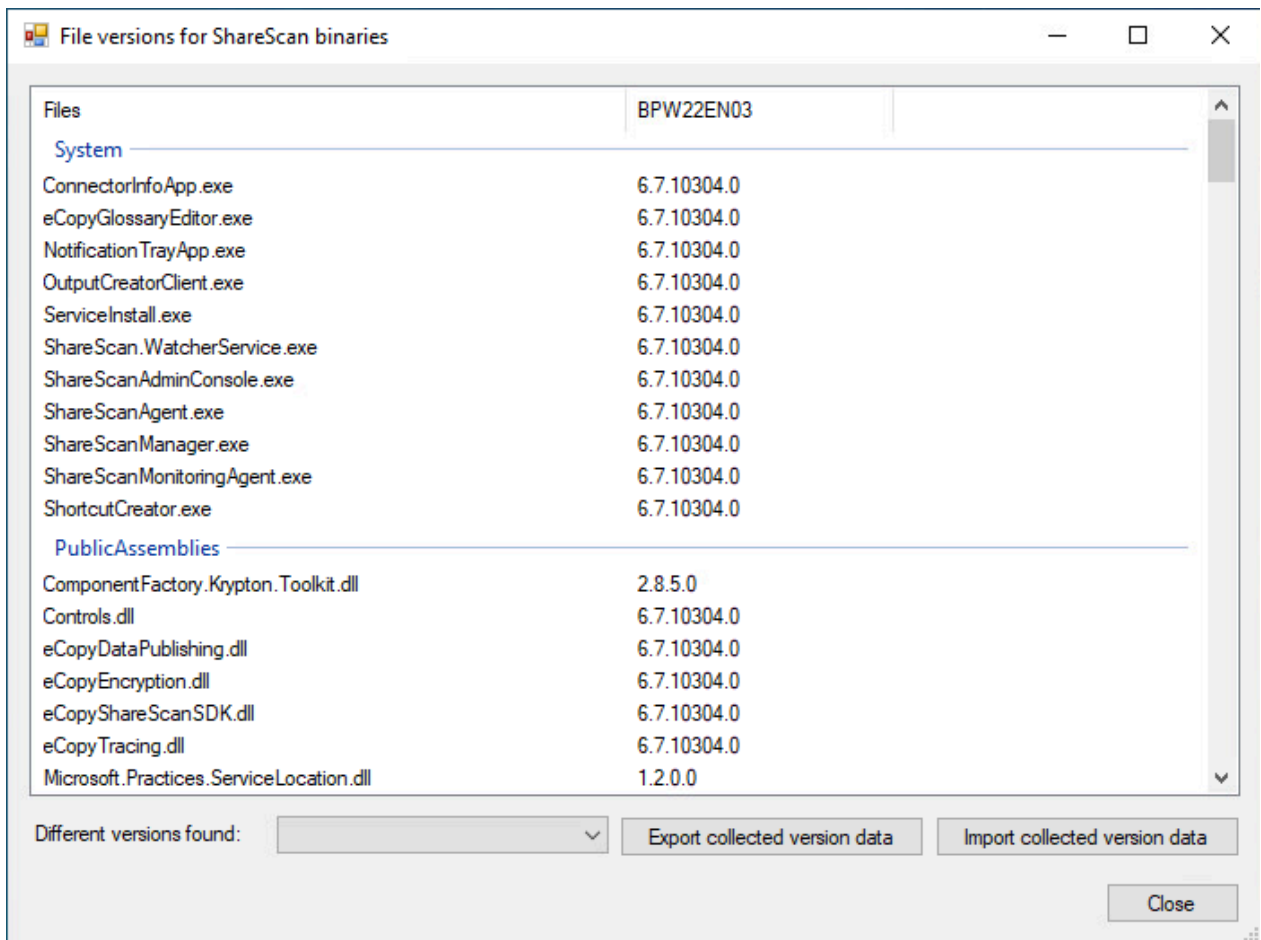 File versions for ShareScan binaries
Files BPW22EN03
System
ConnectorInfoApp.exe 6.7.10304.0
eCopyGlossaryEditor.exe 6.7.10304.0
NotificationTrayApp.exe 6.7.10304.0
OutputCreatorClient.exe 6.7.10304.0
ServiceInstall.exe 6.7.10304.0
ShareScan.WatcherService.exe 6.7.10304.0
ShareScanAdminConsole.exe 6.7.10304.0
ShareScanAgent.exe 6.7.10304.0
ShareScanManager.exe 6.7.10304.0
ShareScanMonitoringAgent.exe 6.7.10304.0
ShortcutCreator.exe 6.7.10304.0
PublicAssemblies
ComponentFactory.Krypton.Toolkit.dll 2.8.5.0
Controls.dll 6.7.10304.0
eCopyDataPublishing.dll 6.7.10304.0
eCopyEncryption.dll 6.7.10304.0
eCopyShareScanSDK.dll 6.7.10304.0
eCopyTracing.dll 6.7.10304.0
Microsoft.Practices.ServiceLocation.dll 1.2.0.0
Different versions found: Export collected version data Import collected version data
Close